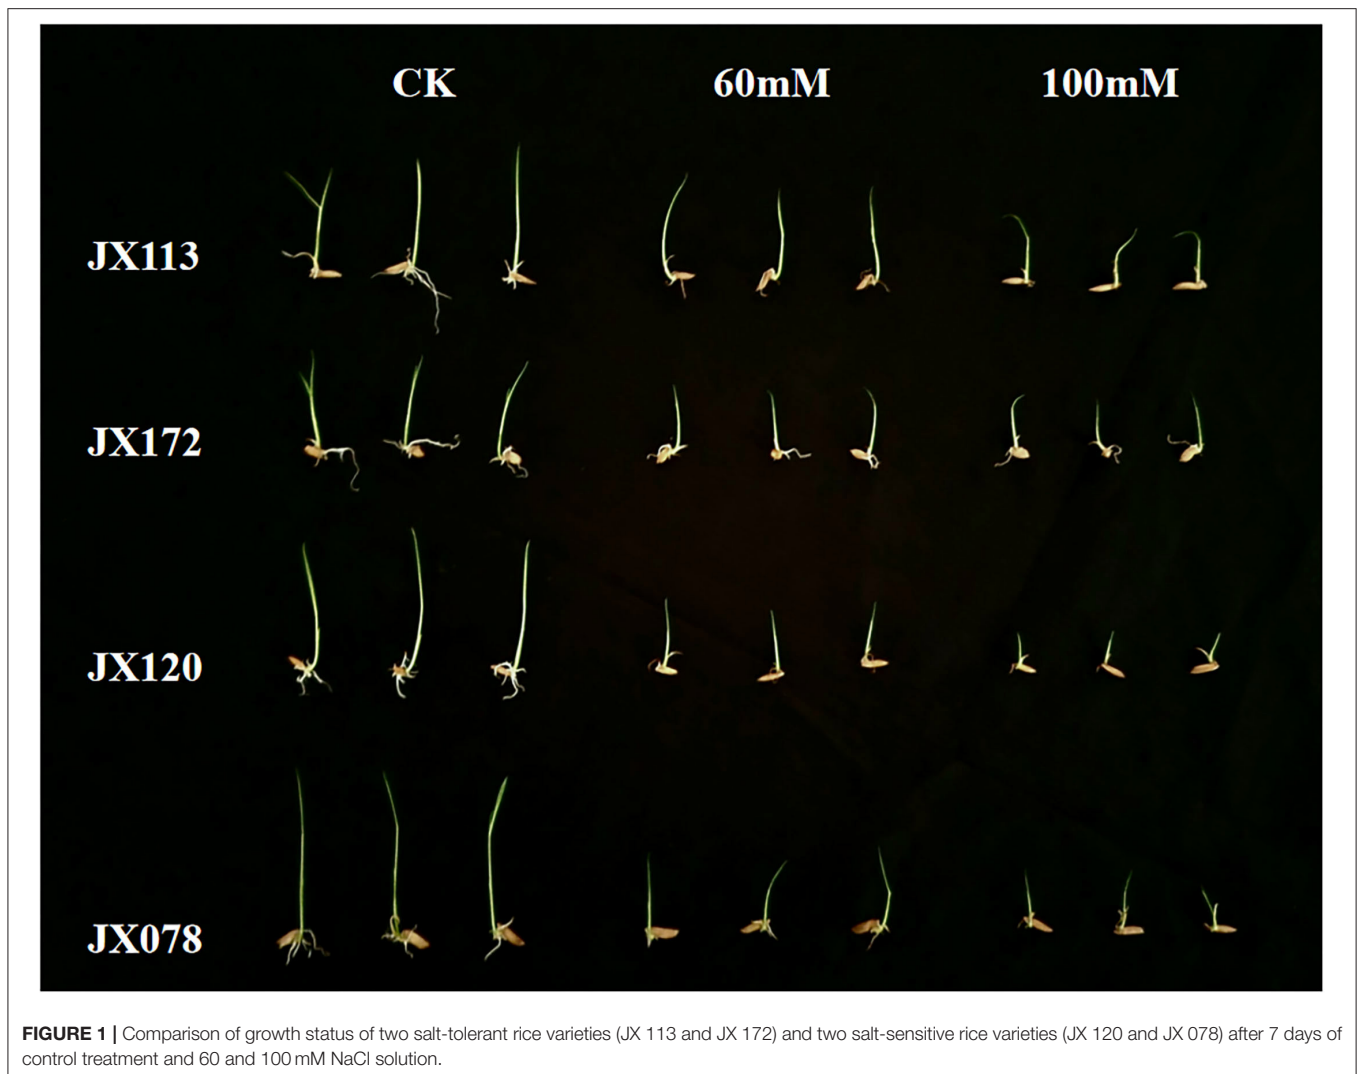 CK 60mM 100mM
JX113
JX172
JX120
JX078
FIGURE 1 | Comparison of growth status of two salt-tolerant rice varieties (JX 113 and JX 172) and two salt-sensitive rice varieties (JX 120 and JX 078) after 7 days of
control treatment and 60 and 100 mM NaCl solution.